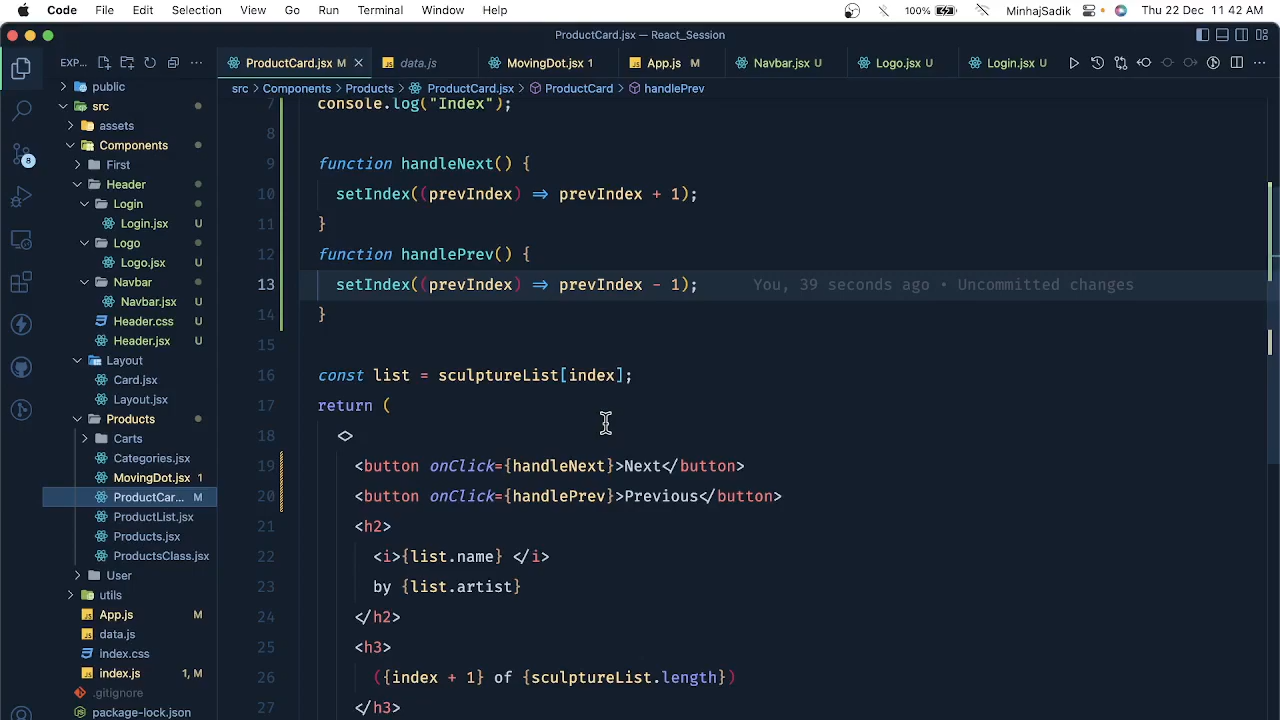 Code File Edit Selection View Go Run Terminal Window Help 100% MinhajSadik Thu 22 Dec 11:42 AM
ProductCard.jsx — React_Session
EXP... ProductCard.jsx M data.js MovingDot.jsx 1 App.js M Navbar.jsx U Logo.jsx U Login.jsx U
src > Components > Products > ProductCard.jsx > ProductCard > handlePrev
public
src
assets
Components
First
Header
Login
Login.jsx U
Logo
Logo.jsx U
Navbar
Navbar.jsx U
Header.css U
Header.jsx U
Layout
Card.jsx
Layout.jsx
Products
Carts
Categories.jsx
MovingDot.jsx 1
ProductCar... M
ProductList.jsx
Products.jsx
ProductsClass.jsx
User
utils
App.js M
data.js
index.css
index.js 1, M
.gitignore
package-lock.json
8
7 console.log("Index");
8
9 function handleNext() {
10 setIndex((prevIndex) => prevIndex + 1);
11 }
12 function handlePrev() {
13 setIndex((prevIndex) => prevIndex - 1); You, 39 seconds ago • Uncommitted changes
14 }
15
16 const list = sculptureList[index];
17 return (
18 <>
19 <button onClick={handleNext}>Next</button>
20 <button onClick={handlePrev}>Previous</button>
21 <h2>
22 <i>{list.name} </i>
23 by {list.artist}
24 </h2>
25 <h3>
26 ({index + 1} of {sculptureList.length})
27 </h3>